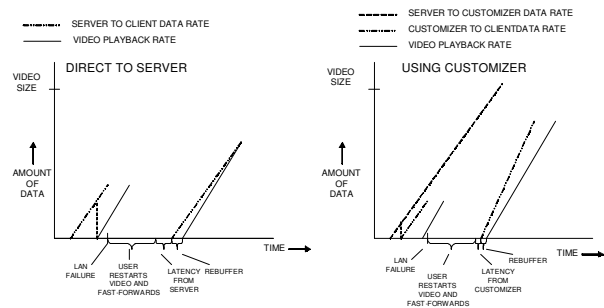 SERVER TO CLIENT DATA RATE
VIDEO PLAYBACK RATE
DIRECT TO SERVER
VIDEO
SIZE
AMOUNT
OF
DATA
TIME
LAN
FAILURE
USER
RESTARTS
VIDEO AND
FAST-FORWARDS
LATENCY
FROM
SERVER
REBUFFER
SERVER TO CUSTOMIZER DATA RATE
CUSTOMIZER TO CLIENTDATA RATE
VIDEO PLAYBACK RATE
USING CUSTOMIZER
VIDEO
SIZE
AMOUNT
OF
DATA
TIME
LAN
FAILURE
USER
RESTARTS
VIDEO AND
FAST-FORWARDS
LATENCY
FROM
CUSTOMIZER
REBUFFER